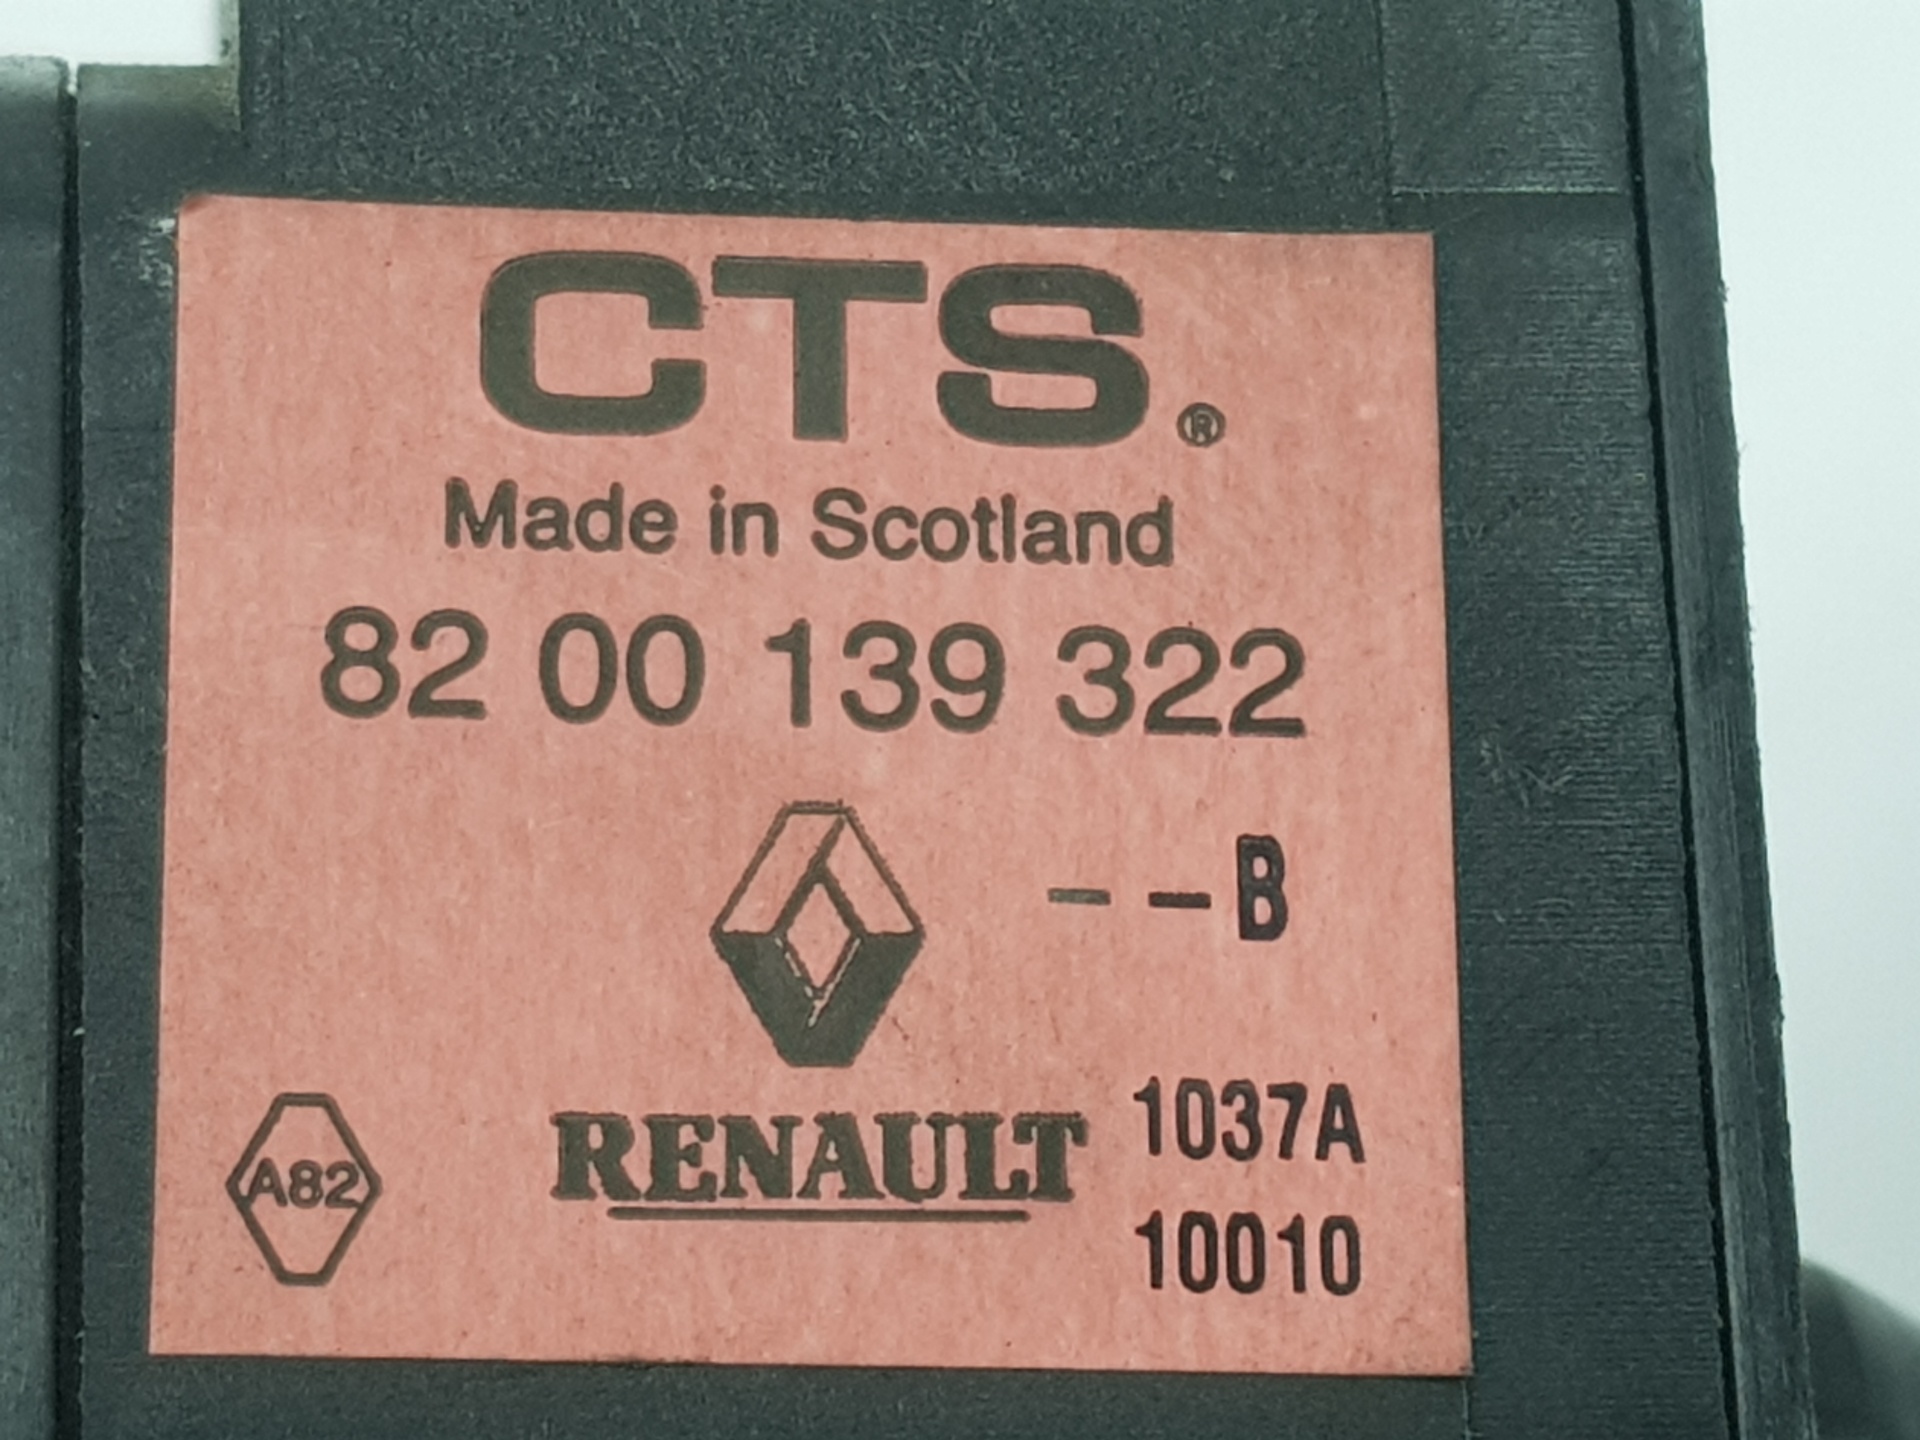 CTS®
Made in Scotland
82 00 139 322
– – B
RENAULT
1037A
A82
10010